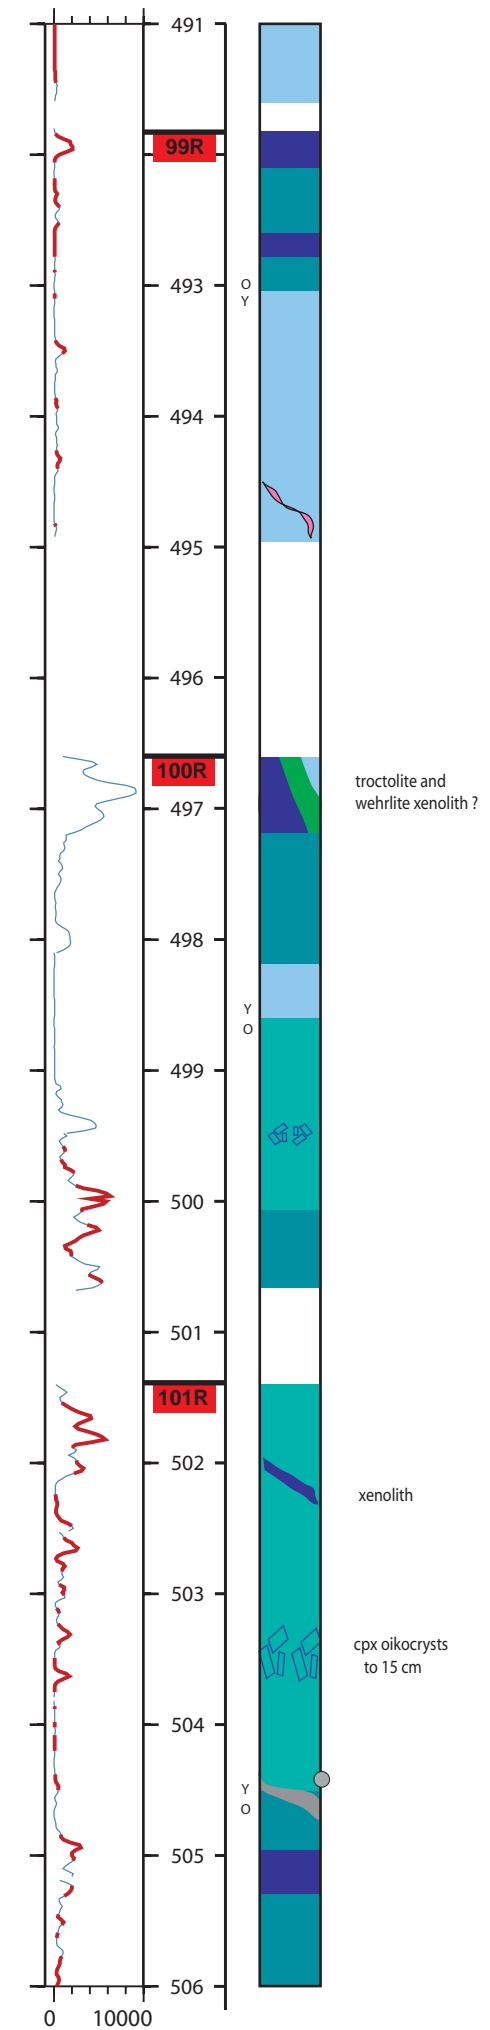 491
99R
493
O
Y
494
495
496
100R
troctolite and
497
wehrlite xenolith ?
498
Y
O
499
500
501
101R
502
xenolith
503
cpx oikocrysts
to 15 cm
504
Y
O
505
506
0 10000